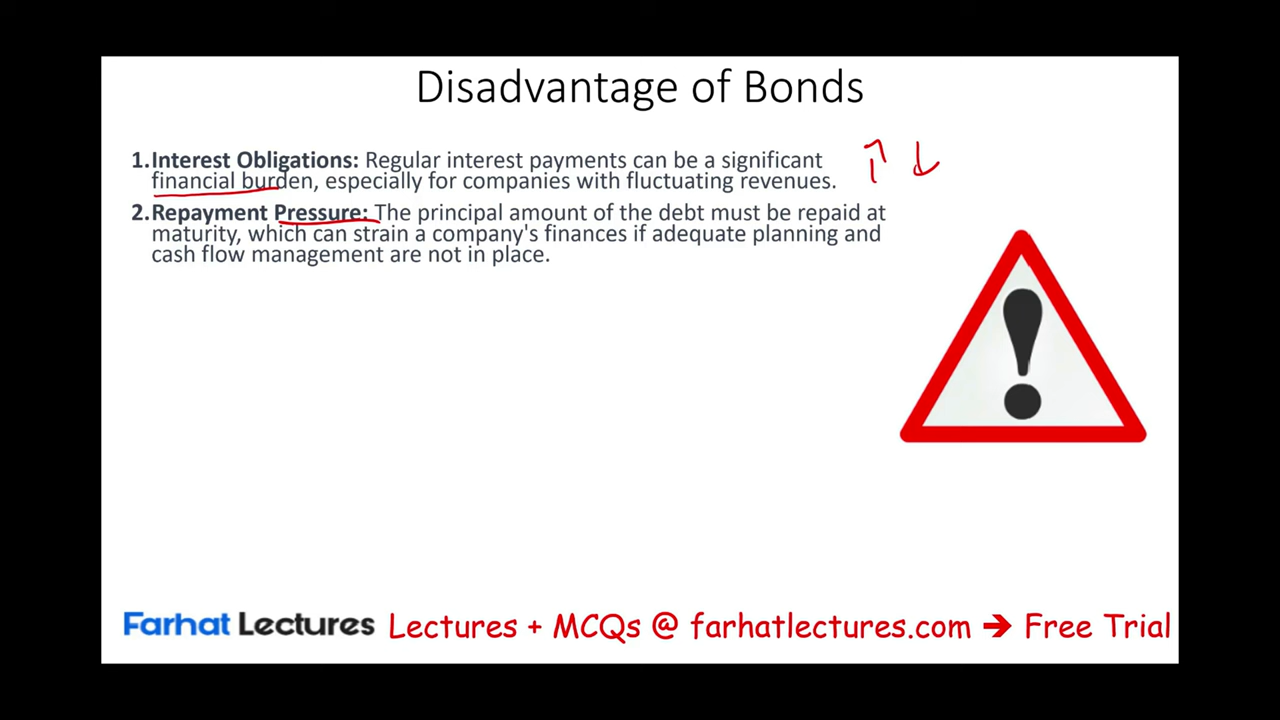 Disadvantage of Bonds
1. Interest Obligations: Regular interest payments can be a significant
financial burden, especially for companies with fluctuating revenues.
2. Repayment Pressure: The principal amount of the debt must be repaid at
maturity, which can strain a company's finances if adequate planning and
cash flow management are not in place.
Farhat Lectures Lectures + MCQs @ farhatlectures.com → Free Trial